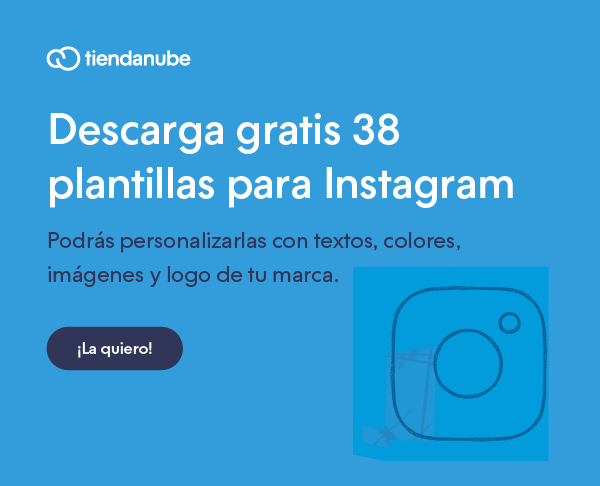 tiendanube
Descarga gratis 38
plantillas para Instagram
Podrás personalizarlas con textos, colores,
imágenes y logo de tu marca.
¡La quiero!